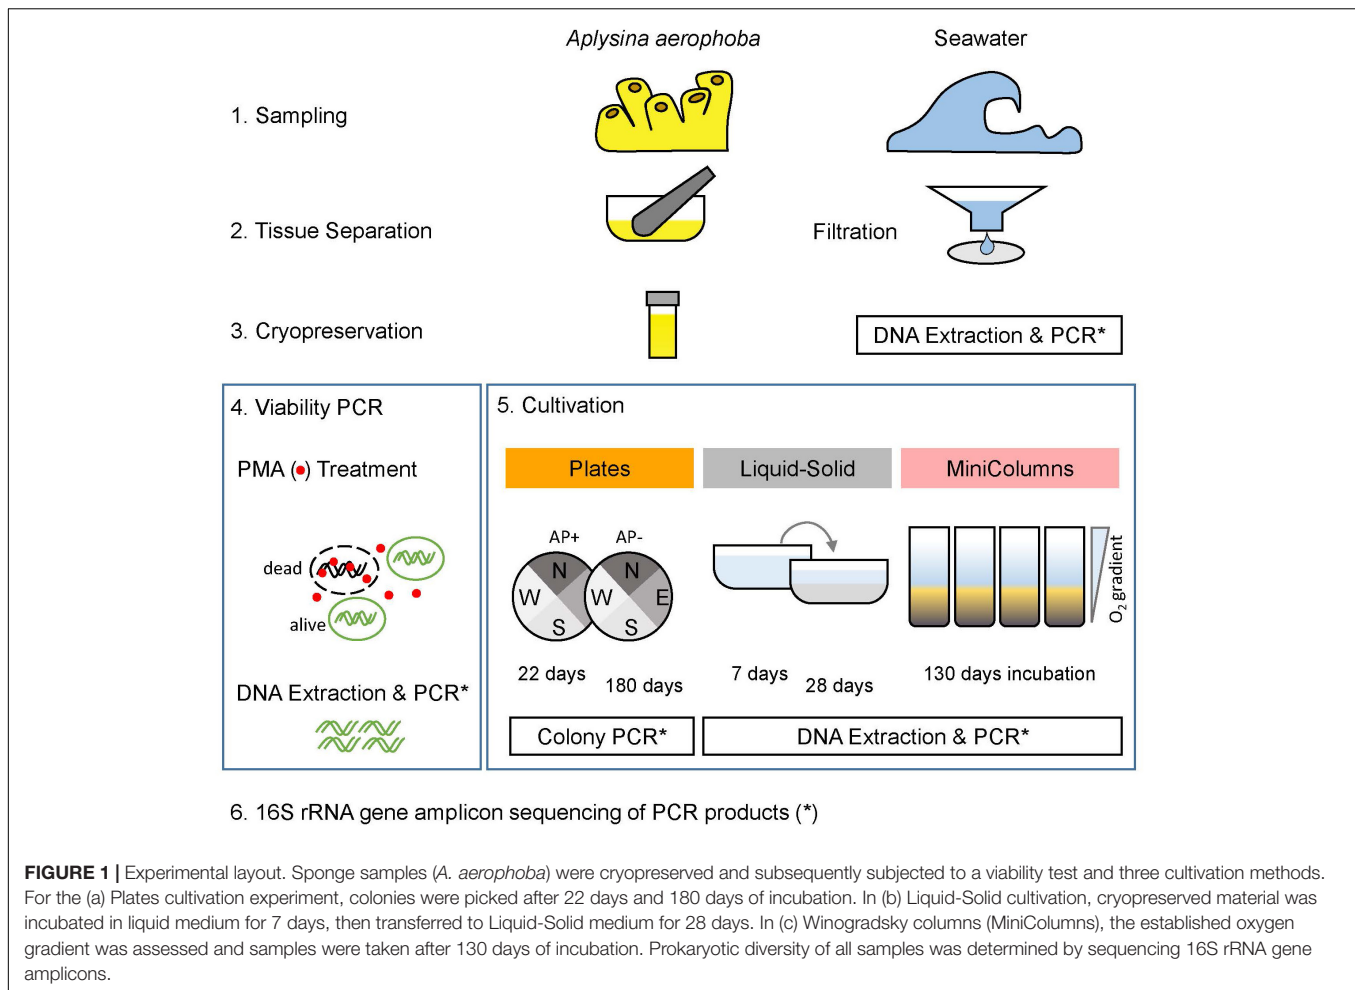 Aplysina aerophoba
Seawater
1. Sampling
2. Tissue Separation
Filtration
3. Cryopreservation
DNA Extraction & PCR*
4. Viability PCR
PMA ( ) Treatment
dead
alive
DNA Extraction & PCR*
5. Cultivation
Plates
Liquid-Solid
MiniColumns
AP+
AP-
N
W
S
N
W
E
S
O2 gradient
22 days
180 days
7 days
28 days
130 days incubation
Colony PCR*
DNA Extraction & PCR*
6. 16S rRNA gene amplicon sequencing of PCR products (*)
FIGURE 1 | Experimental layout. Sponge samples (A. aerophoba) were cryopreserved and subsequently subjected to a viability test and three cultivation methods.
For the (a) Plates cultivation experiment, colonies were picked after 22 days and 180 days of incubation. In (b) Liquid-Solid cultivation, cryopreserved material was
incubated in liquid medium for 7 days, then transferred to Liquid-Solid medium for 28 days. In (c) Winogradsky columns (MiniColumns), the established oxygen
gradient was assessed and samples were taken after 130 days of incubation. Prokaryotic diversity of all samples was determined by sequencing 16S rRNA gene
amplicons.